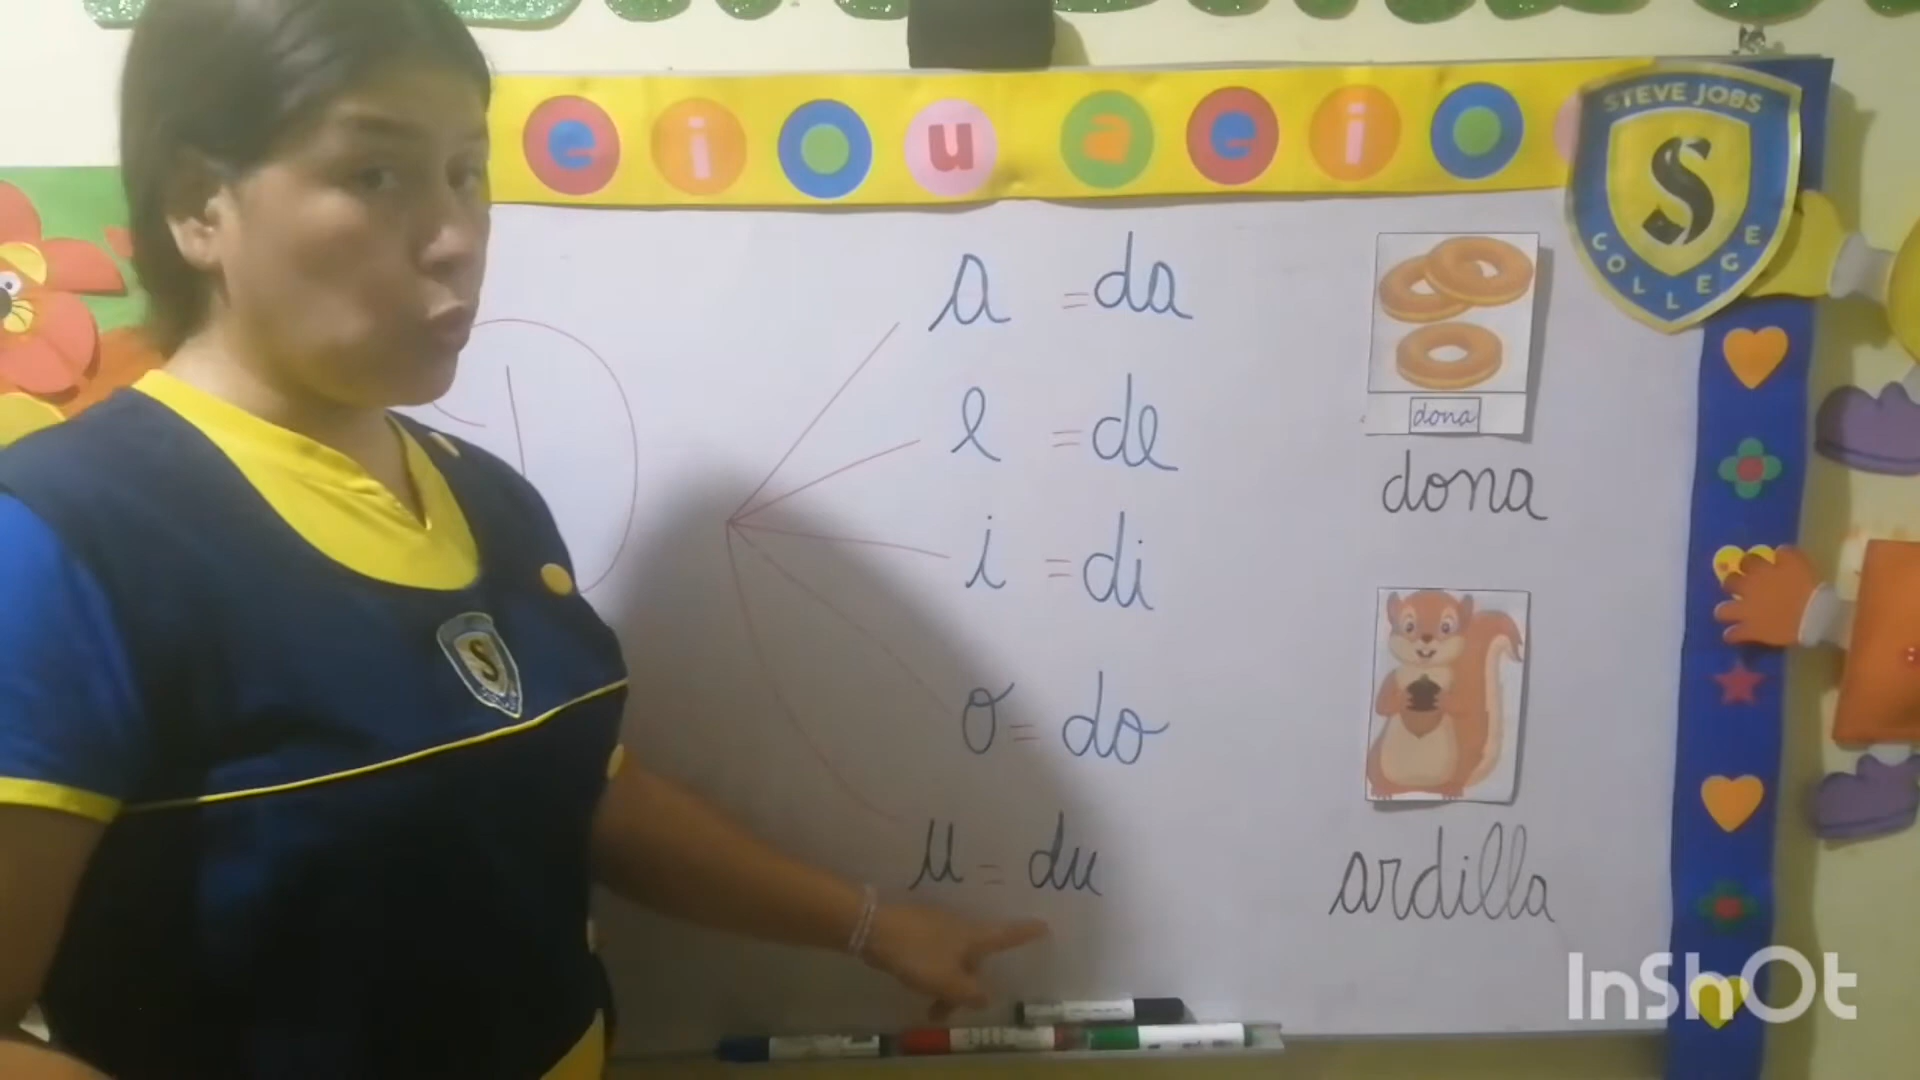 e i o u a e i o
STEVE JOBS
S
COLLEGE
D
a = da
e = de
i = di
o = do
u = du
dona
dona
ardilla
S
InShOt